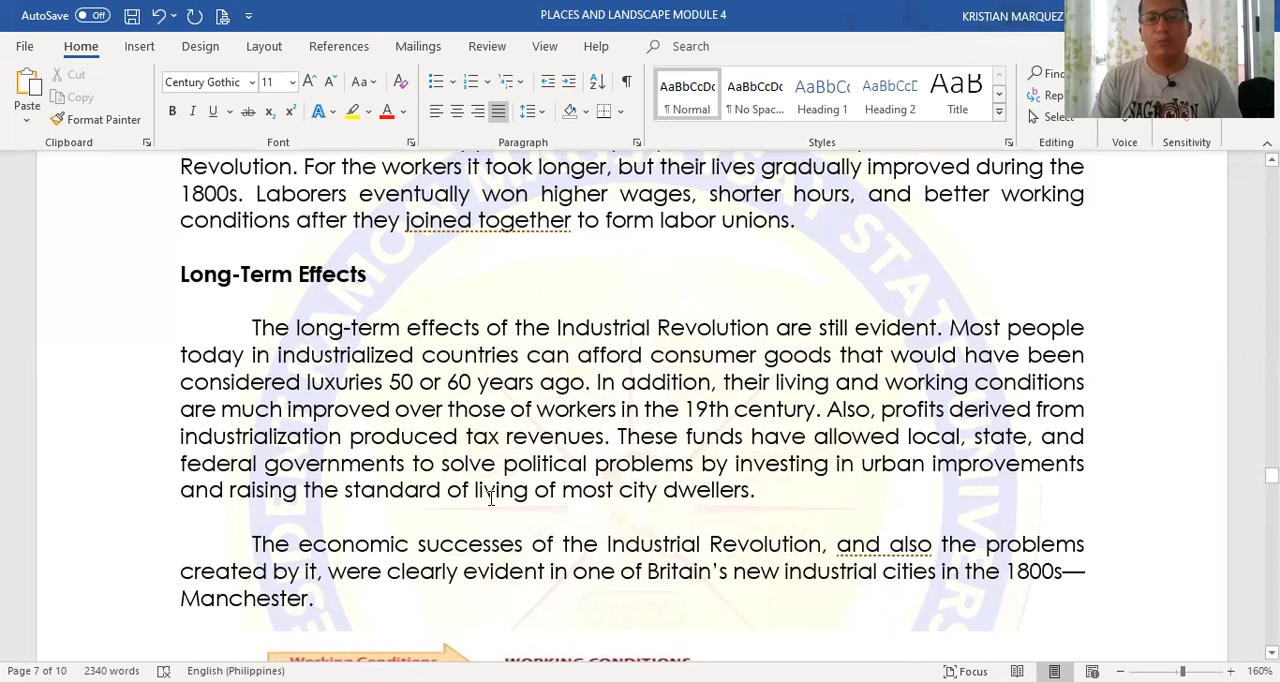 AutoSave Off PLACES AND LANDSCAPE MODULE 4 KRISTIAN MARQUEZ
File Home Insert Design Layout References Mailings Review View Help Search
Cut
Copy
Paste Format Painter
Century Gothic 11
AaBbCcDc AaBbCcDc AaBbCc AaBbCcD AaB
¶ Normal ¶ No Spac... Heading 1 Heading 2 Title
Find
Rep
Select
Clipboard Font Paragraph Styles Editing Voice Sensitivity
Revolution. For the workers it took longer, but their lives gradually improved during the
1800s. Laborers eventually won higher wages, shorter hours, and better working
conditions after they joined together to form labor unions.
Long-Term Effects
The long-term effects of the Industrial Revolution are still evident. Most people
today in industrialized countries can afford consumer goods that would have been
considered luxuries 50 or 60 years ago. In addition, their living and working conditions
are much improved over those of workers in the 19th century. Also, profits derived from
industrialization produced tax revenues. These funds have allowed local, state, and
federal governments to solve political problems by investing in urban improvements
and raising the standard of living of most city dwellers.
The economic successes of the Industrial Revolution, and also the problems
created by it, were clearly evident in one of Britain's new industrial cities in the 1800s—
Manchester.
Working Conditions WORKING CONDITIONS
Page 7 of 10 2340 words English (Philippines) Focus 160%